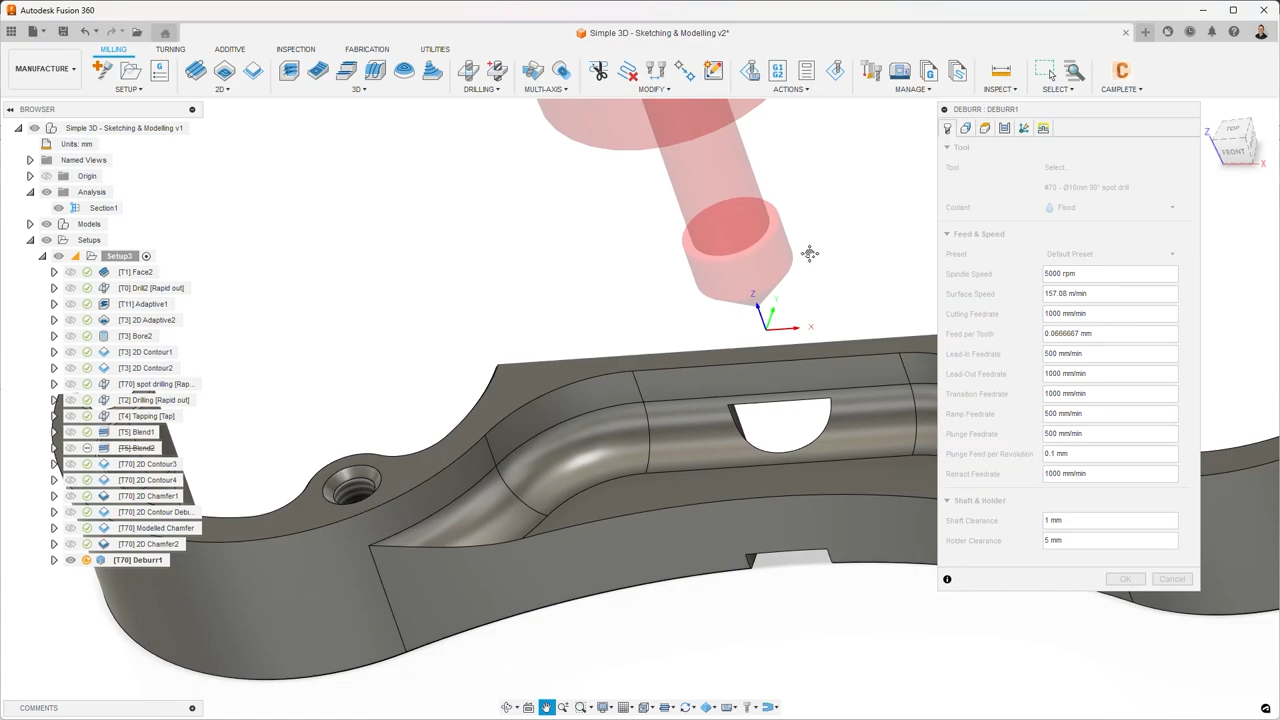 Autodesk Fusion 360
Simple 3D - Sketching & Modelling v2*
MILLING
TURNING
ADDITIVE
INSPECTION
FABRICATION
UTILITIES
MANUFACTURE
G1
G2
C
SETUP
2D
3D
DRILLING
MULTI-AXIS
MODIFY
ACTIONS
MANAGE
INSPECT
SELECT
COMPLETE
BROWSER
Simple 3D - Sketching & Modelling v1
Units: mm
Named Views
Origin
Analysis
Section1
Models
Setups
Setup3
[T1] Face2
[T0] Drill2 [Rapid out]
[T11] Adaptive1
[T3] 2D Adaptive2
[T3] Bore2
[T3] 2D Contour1
[T3] 2D Contour2
[T70] spot drilling [Rap...
[T2] Drilling [Rapid out]
[T4] Tapping [Tap]
[T5] Blend1
[T5] Blend2
[T70] 2D Contour3
[T70] 2D Contour4
[T70] 2D Chamfer1
[T70] 2D Contour Debu...
[T70] Modelled Chamfer
[T70] 2D Chamfer2
[T70] Deburr1
Z
Y
X
TOP
FRONT
Z
X
DEBURR : DEBURR1
Tool
Tool Select...
#70 - Ø10mm 90° spot drill
Coolant Flood
Feed & Speed
Preset Default Preset
Spindle Speed 5000 rpm
Surface Speed 157.08 m/min
Cutting Feedrate 1000 mm/min
Feed per Tooth 0.0666667 mm
Lead-In Feedrate 500 mm/min
Lead-Out Feedrate 1000 mm/min
Transition Feedrate 1000 mm/min
Ramp Feedrate 500 mm/min
Plunge Feedrate 500 mm/min
Plunge Feed per Revolution 0.1 mm
Retract Feedrate 1000 mm/min
Shaft & Holder
Shaft Clearance 1 mm
Holder Clearance 5 mm
OK Cancel
COMMENTS